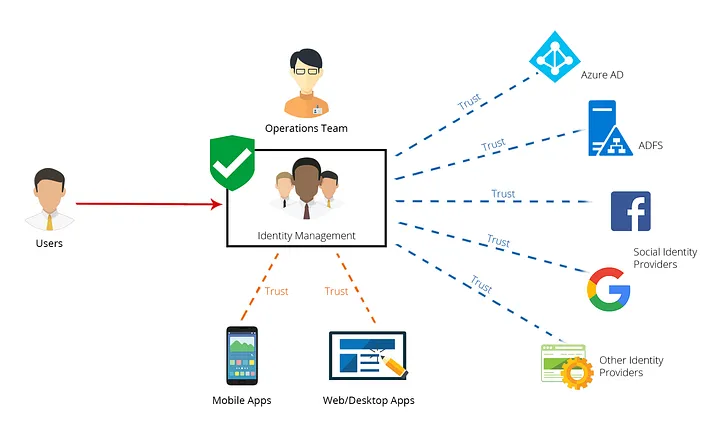 Azure AD
Trust
Operations Team
Trust
ADFS
Trust
Identity Management
Users
Trust
Social Identity
Providers
Trust
Trust
Trust
Other Identity
Providers
Mobile Apps
Web/Desktop Apps